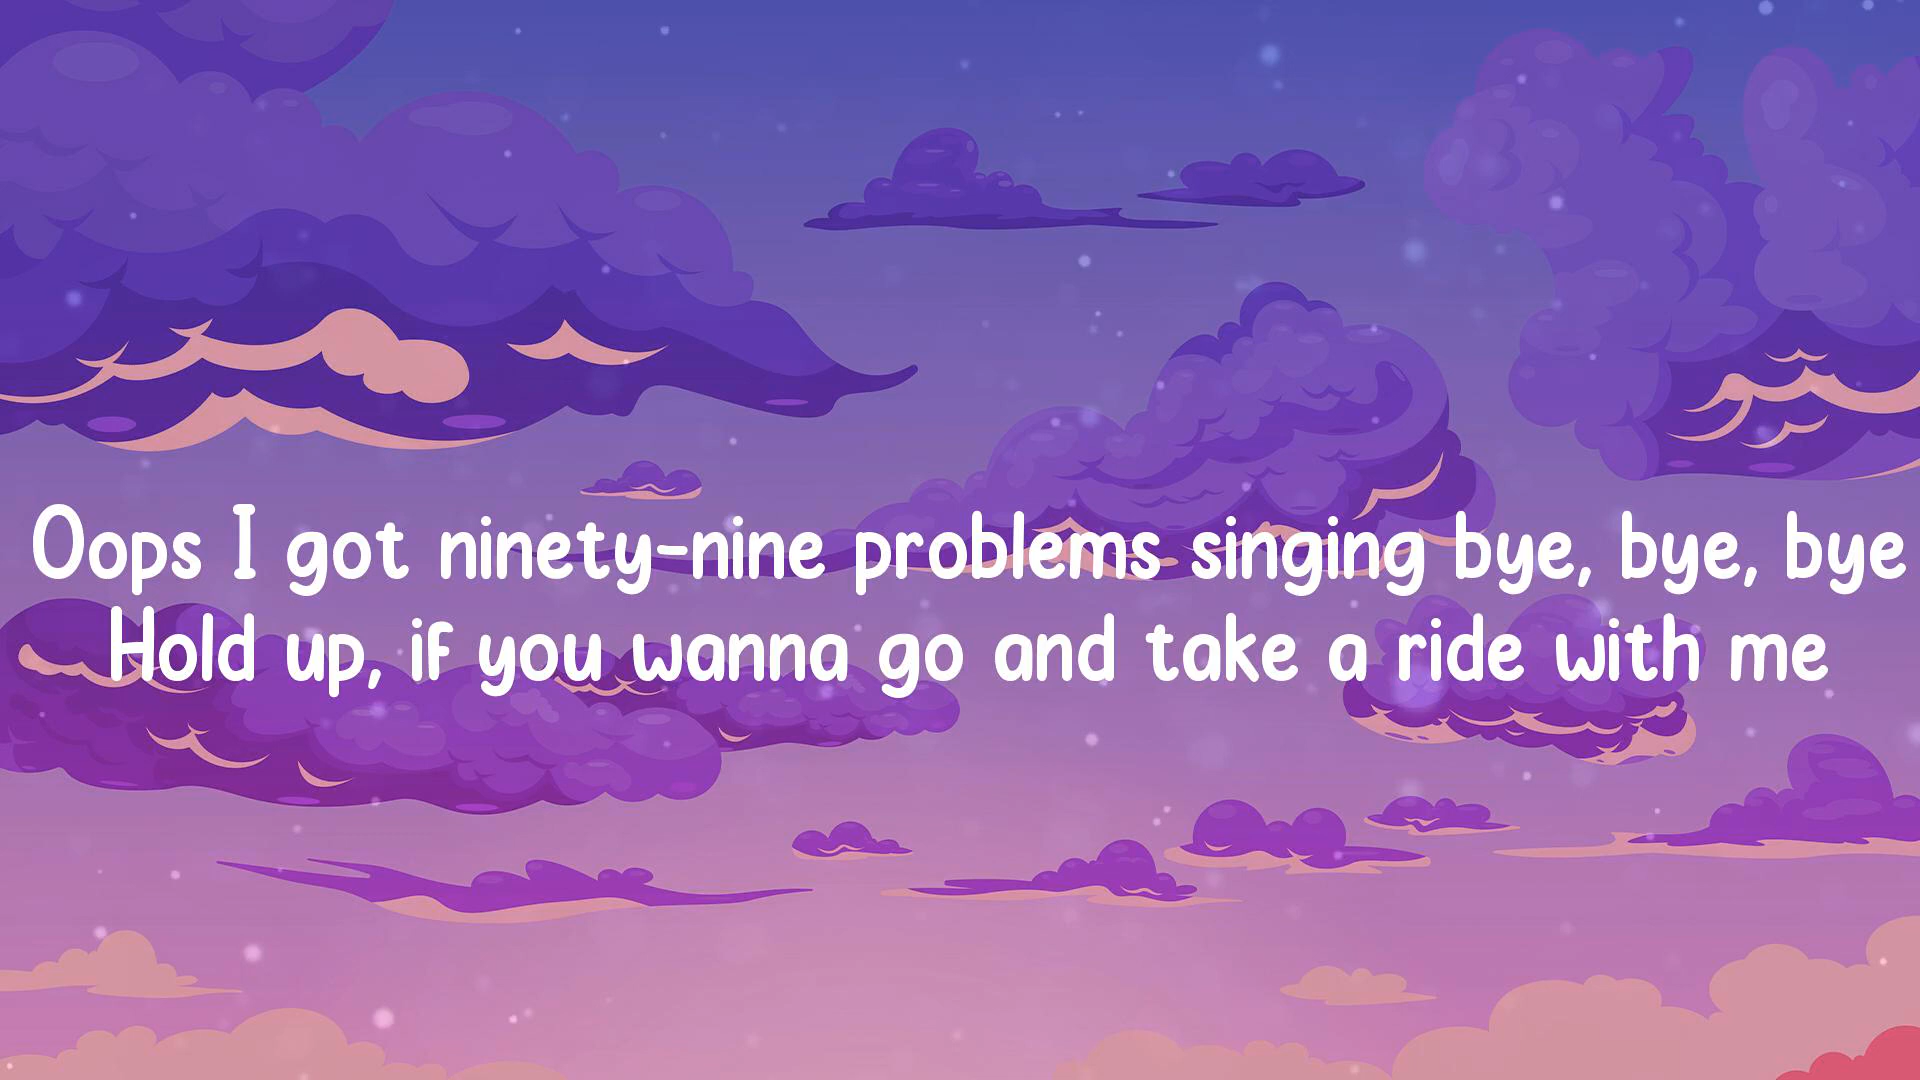 Oops I got ninety-nine problems singing bye, bye, bye
Hold up, if you wanna go and take a ride with me